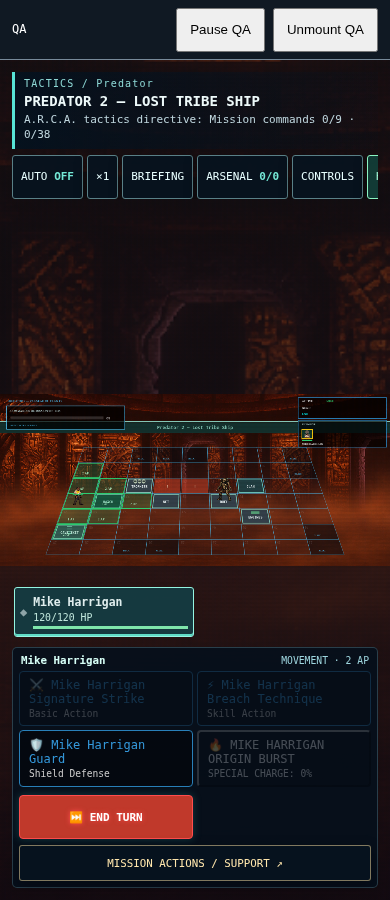 QA
Pause QA
Unmount QA
TACTICS / Predator
PREDATOR 2 — LOST TRIBE SHIP
A.R.C.A. tactics directive: Mission commands 0/9 ·
0/38
AUTO OFF
×1
BRIEFING
ARSENAL 0/0
CONTROLS
Predator 2 — Lost Tribe Ship
Mike Harrigan
120/120 HP
Mike Harrigan
MOVEMENT · 2 AP
⚔️ Mike Harrigan
Signature Strike
Basic Action
⚡ Mike Harrigan
Breach Technique
Skill Action
🛡️ Mike Harrigan
Guard
Shield Defense
🔥 MIKE HARRIGAN
ORIGIN BURST
SPECIAL CHARGE: 0%
⏩ END TURN
MISSION ACTIONS / SUPPORT ↗